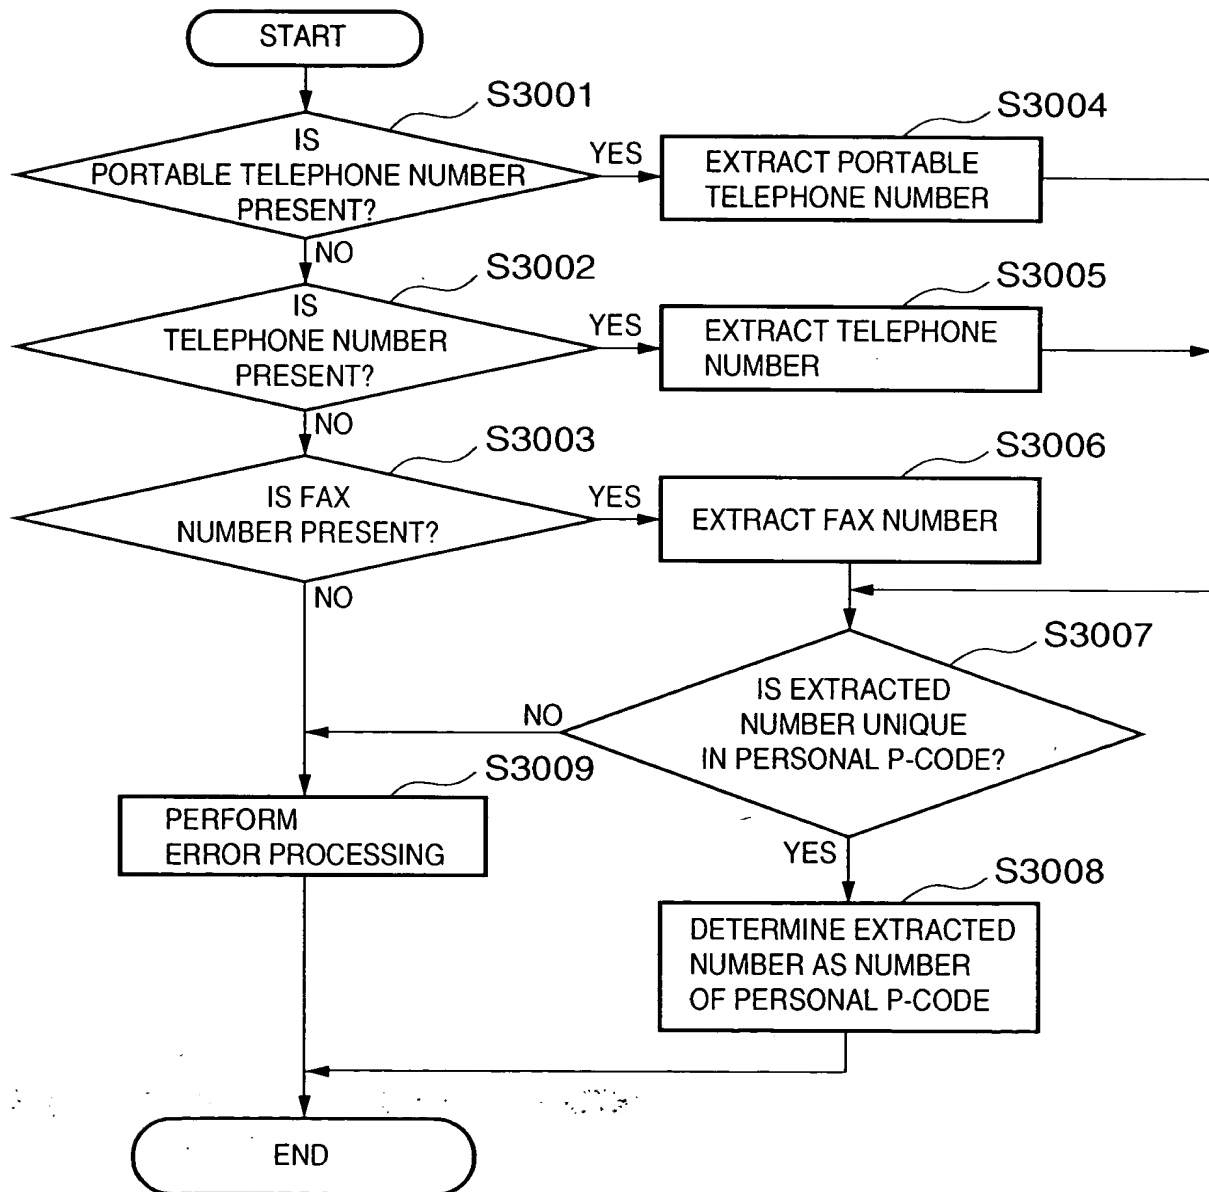 START
S3001
IS
PORTABLE TELEPHONE NUMBER
PRESENT?
YES
S3004
EXTRACT PORTABLE
TELEPHONE NUMBER
NO
S3002
IS
TELEPHONE NUMBER
PRESENT?
YES
S3005
EXTRACT TELEPHONE
NUMBER
NO
S3003
IS FAX
NUMBER PRESENT?
YES
S3006
EXTRACT FAX NUMBER
NO
S3007
IS EXTRACTED
NUMBER UNIQUE
IN PERSONAL P-CODE?
NO
S3009
PERFORM
ERROR PROCESSING
YES
S3008
DETERMINE EXTRACTED
NUMBER AS NUMBER
OF PERSONAL P-CODE
END